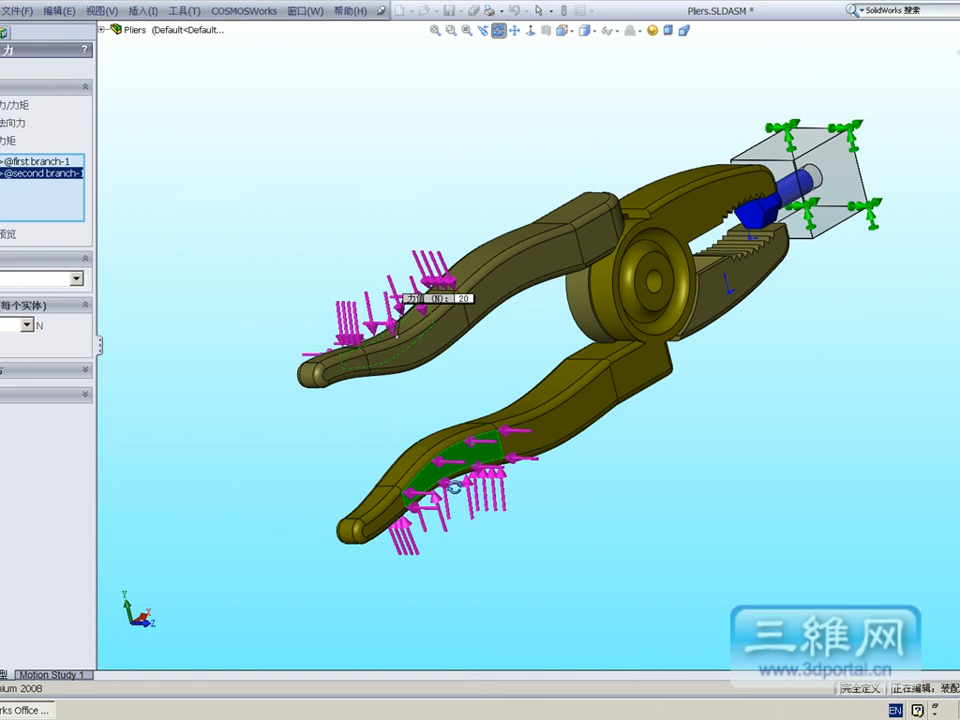 文件(F) 编辑(E) 视图(V) 插入(I) 工具(T) COSMOSWorks 窗口(W) 帮助(H) Pliers.SLDASM * SolidWorks 搜索
Pliers (Default<Default...
力 ?
力/力矩
法向力
力矩
>@first branch-1
>@second branch-1
预览
每个实体)
N
力值 (N): 20
Y
X
Z
三維网
www.3dportal.cn
型 Motion Study 1
nium 2008
完全定义 正在编辑: 装配
rks Office ...
EN ?